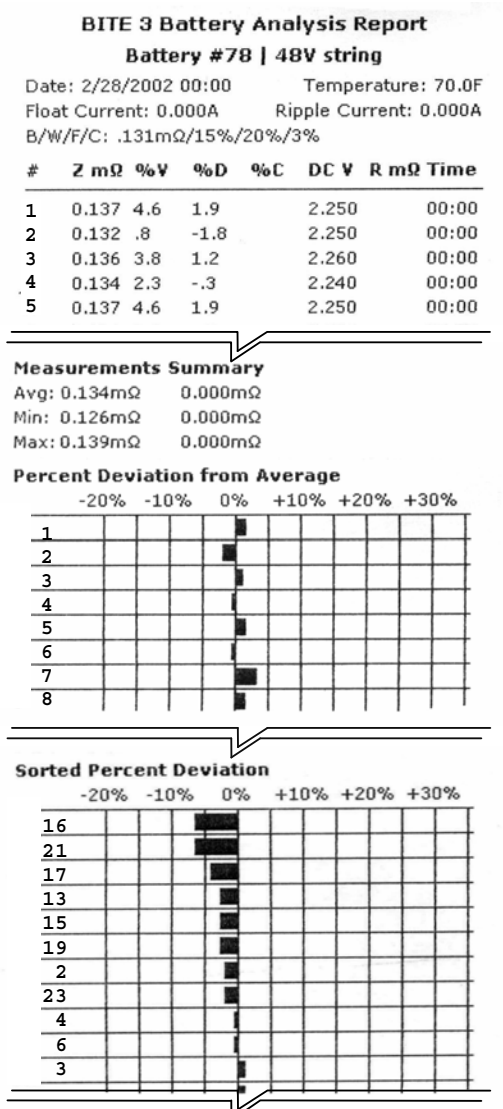 BITE 3 Battery Analysis Report
Battery #78 | 48V string
Date: 2/28/2002 00:00 Temperature: 70.0F
Float Current: 0.000A Ripple Current: 0.000A
B/W/F/C: .131mΩ/15%/20%/3%
# Z mΩ %V %D %C DC V R mΩ Time
1 0.137 4.6 1.9 2.250 00:00
2 0.132 .8 -1.8 2.250 00:00
3 0.136 3.8 1.2 2.260 00:00
4 0.134 2.3 -.3 2.240 00:00
5 0.137 4.6 1.9 2.250 00:00
Measurements Summary
Avg: 0.134mΩ 0.000mΩ
Min: 0.126mΩ 0.000mΩ
Max: 0.139mΩ 0.000mΩ
Percent Deviation from Average
-20% -10% 0% +10% +20% +30%
1
2
3
4
5
6
7
8
Sorted Percent Deviation
-20% -10% 0% +10% +20% +30%
16
21
17
13
15
19
2
23
4
6
3